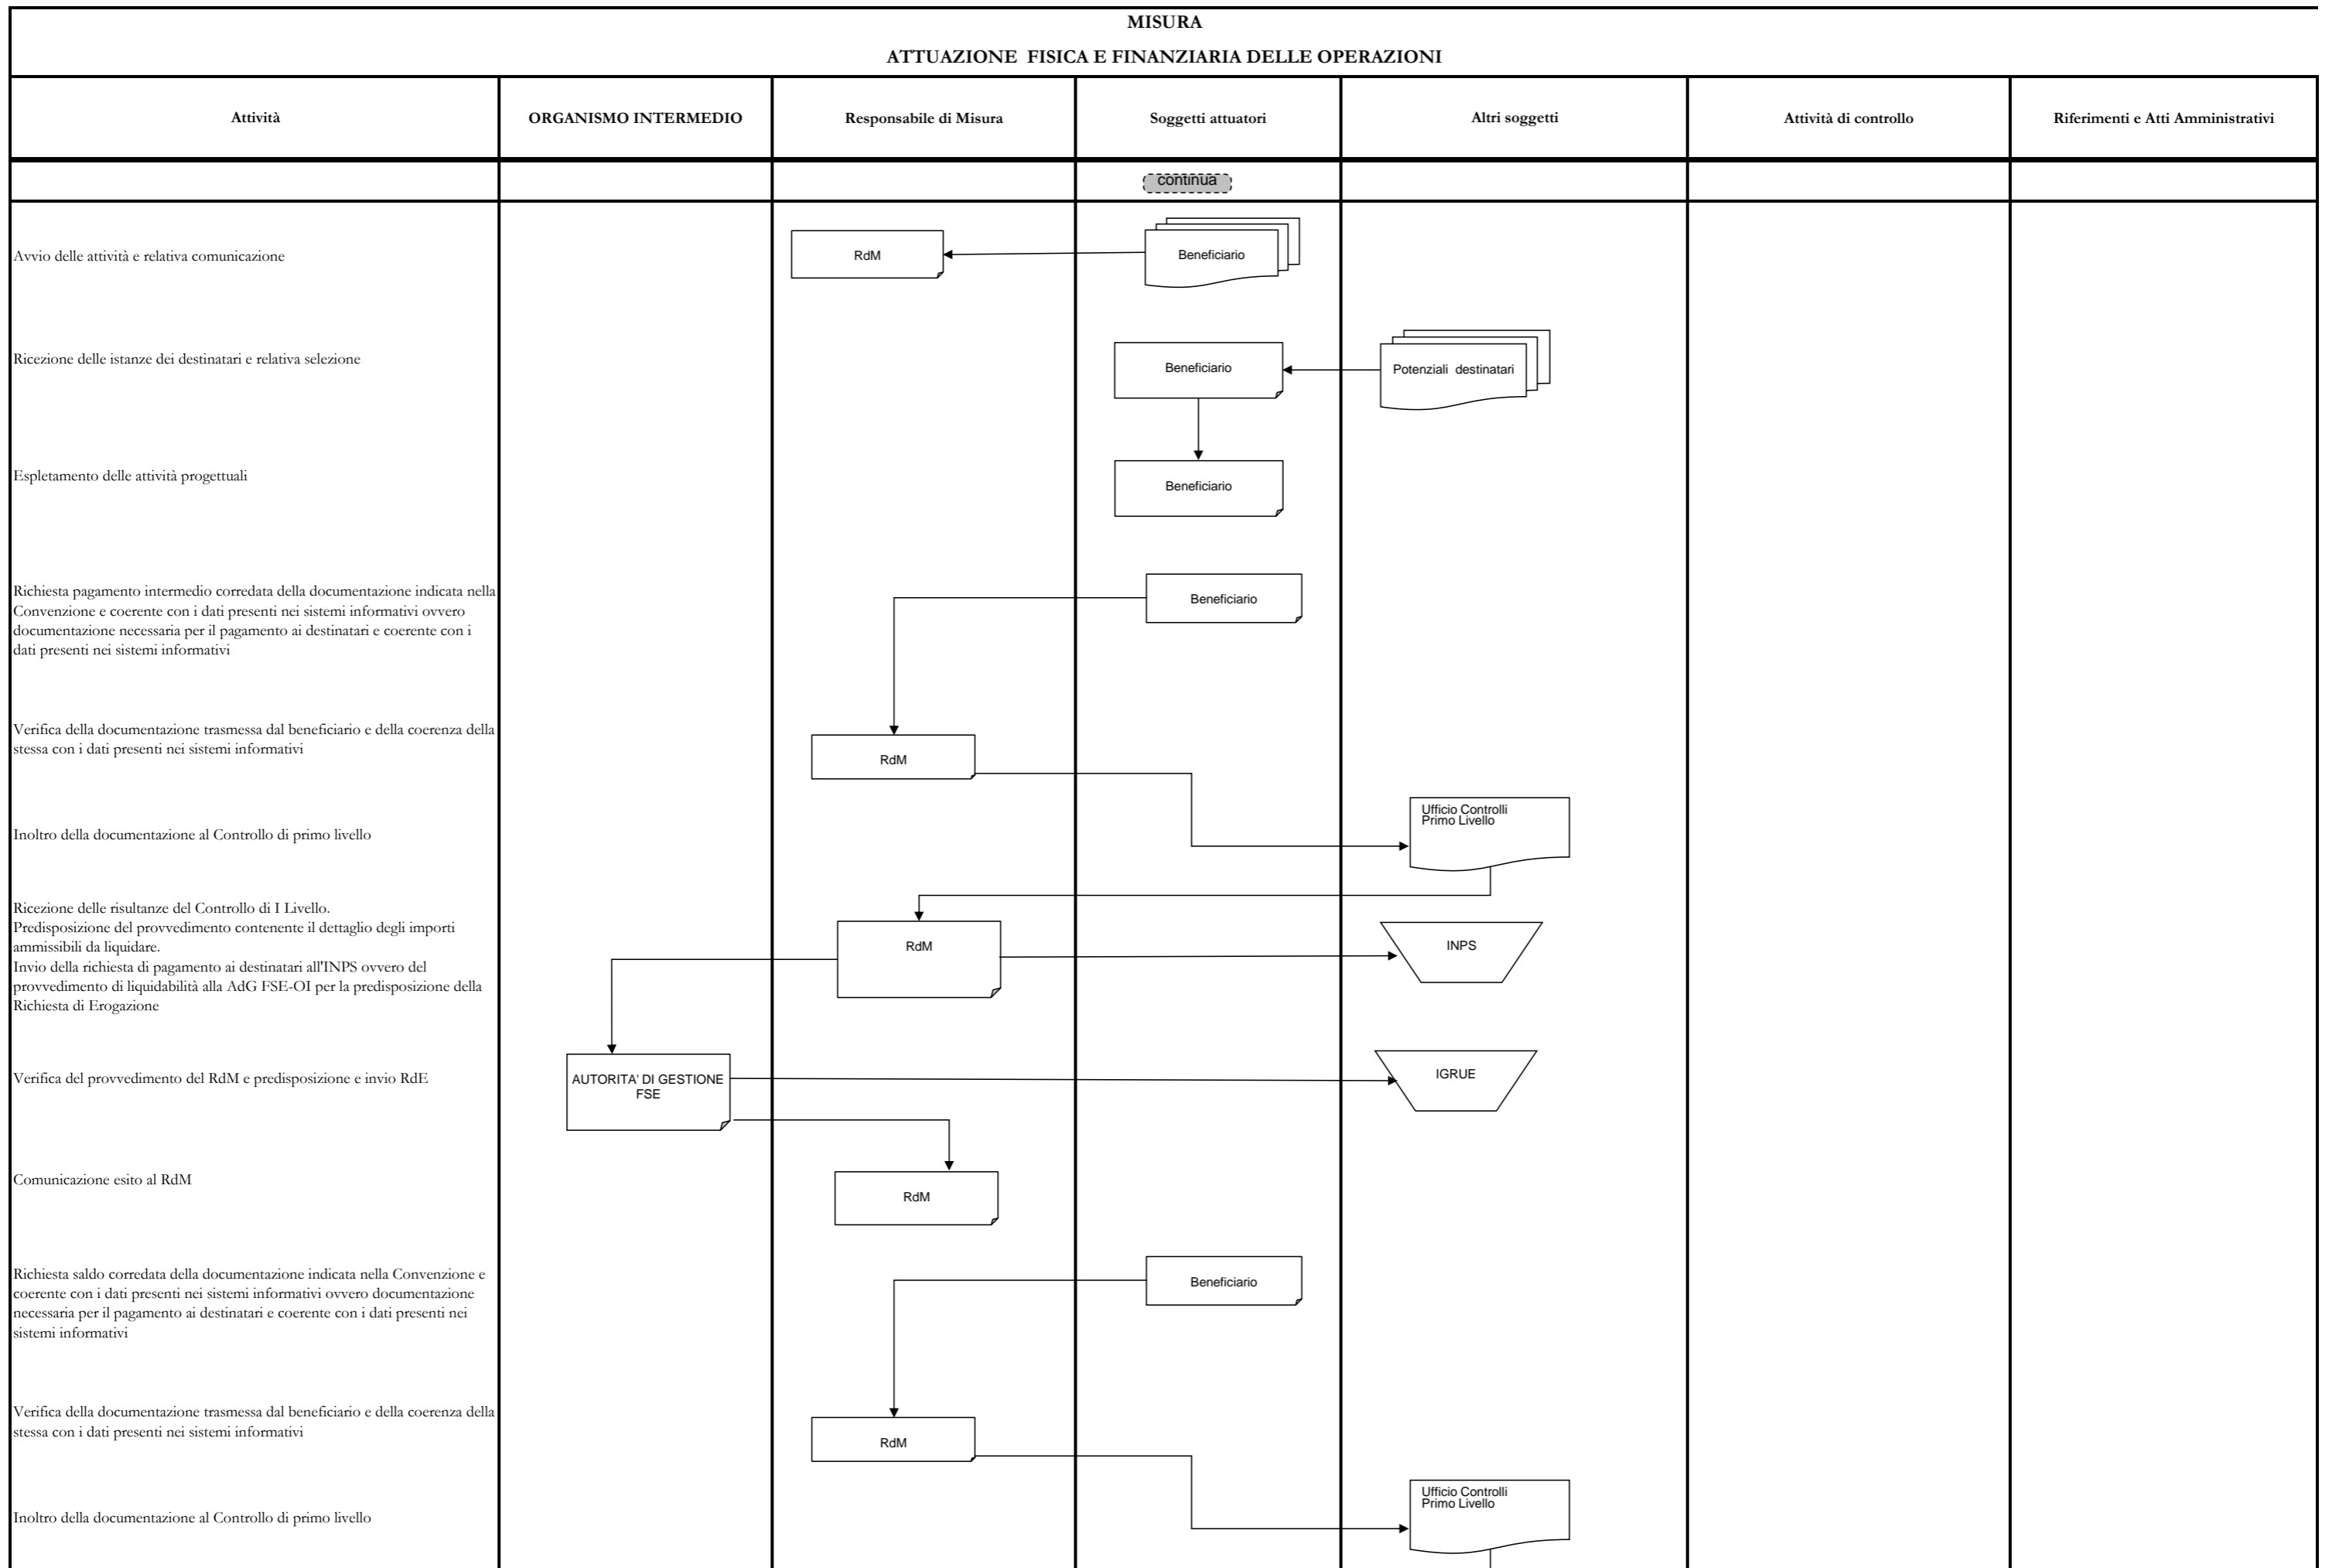 MISURA
ATTUAZIONE FISICA E FINANZIARIA DELLE OPERAZIONI
Attività
ORGANISMO INTERMEDIO
Responsabile di Misura
Soggetti attuatori
Altri soggetti
Attività di controllo
Riferimenti e Atti Amministrativi
continua
Avvio delle attività e relativa comunicazione
RdM
Beneficiario
Ricezione delle istanze dei destinatari e relativa selezione
Beneficiario
Potenziali destinatari
Espletamento delle attività progettuali
Beneficiario
Richiesta pagamento intermedio corredata della documentazione indicata nella
Convenzione e coerente con i dati presenti nei sistemi informativi ovvero
documentazione necessaria per il pagamento ai destinatari e coerente con i
dati presenti nei sistemi informativi
Beneficiario
Verifica della documentazione trasmessa dal beneficiario e della coerenza della
stessa con i dati presenti nei sistemi informativi
RdM
Inoltro della documentazione al Controllo di primo livello
Ufficio Controlli
Primo Livello
Ricezione delle risultanze del Controllo di I Livello.
Predisposizione del provvedimento contenente il dettaglio degli importi
ammissibili da liquidare.
Invio della richiesta di pagamento ai destinatari all'INPS ovvero del
provvedimento di liquidabilità alla AdG FSE-OI per la predisposizione della
Richiesta di Erogazione
RdM
INPS
Verifica del provvedimento del RdM e predisposizione e invio RdE
AUTORITA' DI GESTIONE
FSE
IGRUE
Comunicazione esito al RdM
RdM
Richiesta saldo corredata della documentazione indicata nella Convenzione e
coerente con i dati presenti nei sistemi informativi ovvero documentazione
necessaria per il pagamento ai destinatari e coerente con i dati presenti nei
sistemi informativi
Beneficiario
Verifica della documentazione trasmessa dal beneficiario e della coerenza della
stessa con i dati presenti nei sistemi informativi
RdM
Inoltro della documentazione al Controllo di primo livello
Ufficio Controlli
Primo Livello